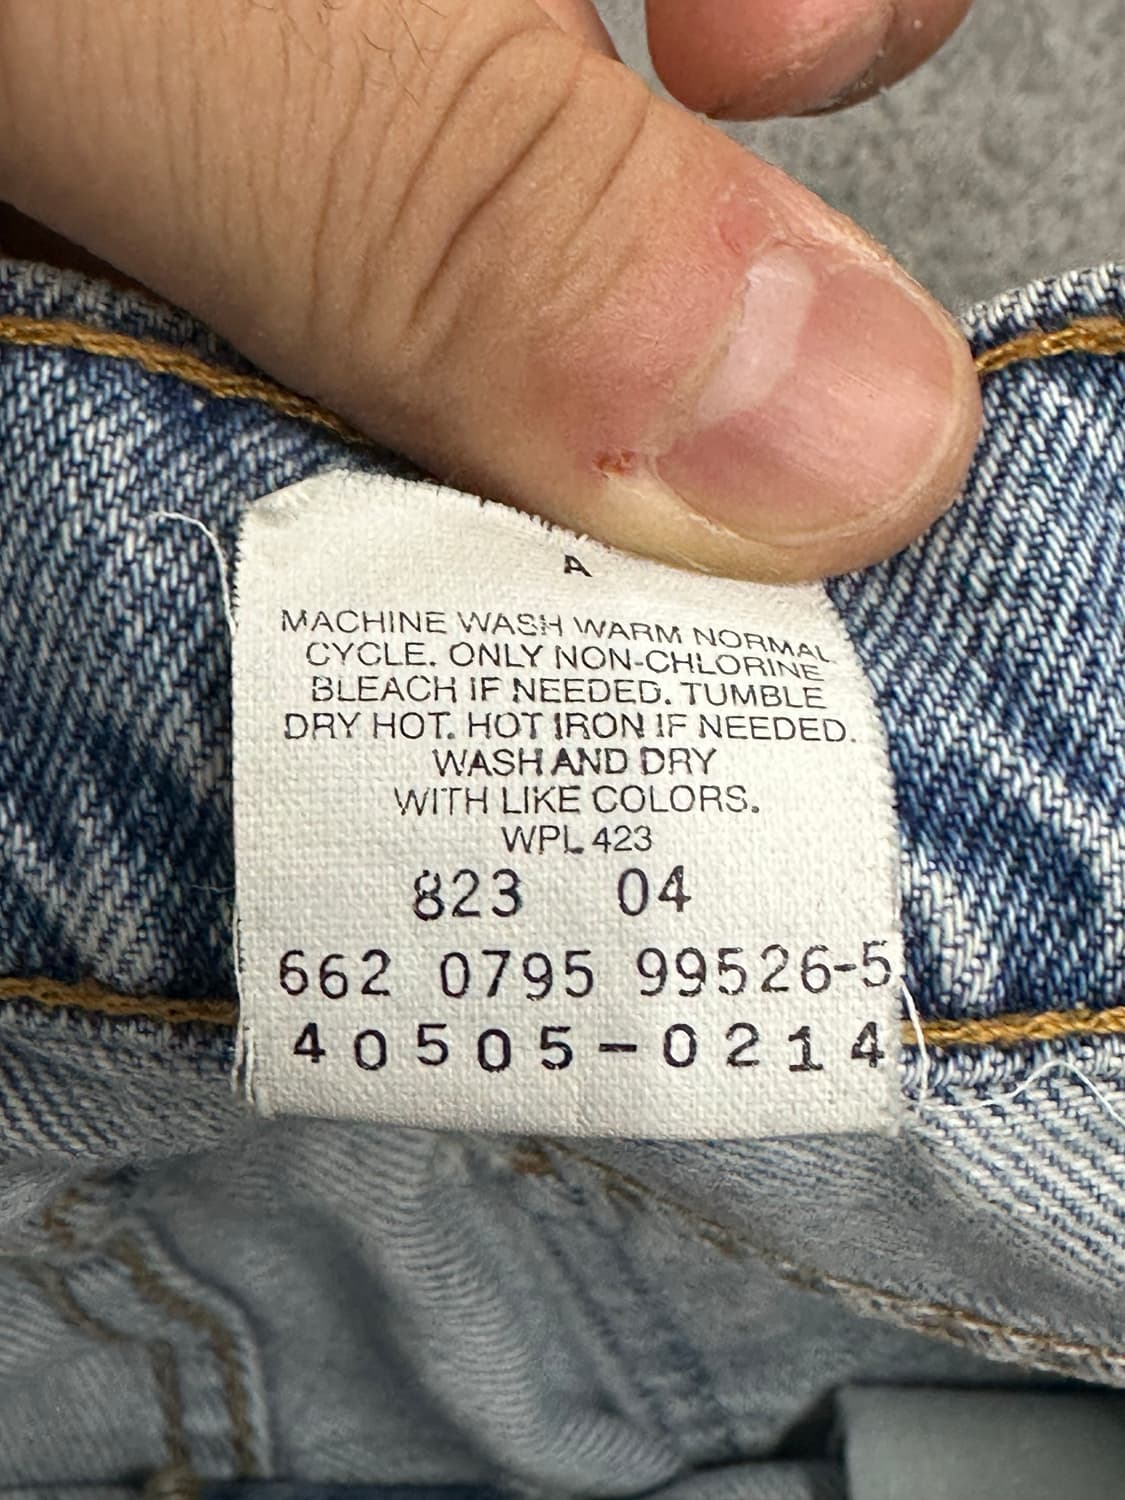 A
MACHINE WASH WARM NORMAL
CYCLE. ONLY NON-CHLORINE
BLEACH IF NEEDED. TUMBLE
DRY HOT. HOT IRON IF NEEDED.
WASH AND DRY
WITH LIKE COLORS.
WPL 423
823 04
662 0795 99526-5
40505-0214